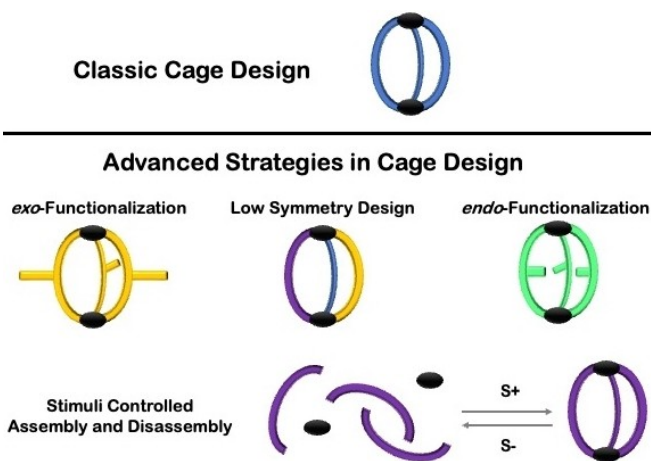 Classic Cage Design
Advanced Strategies in Cage Design
exo-Functionalization
Low Symmetry Design
endo-Functionalization
Stimuli Controlled
Assembly and Disassembly
S+
S-